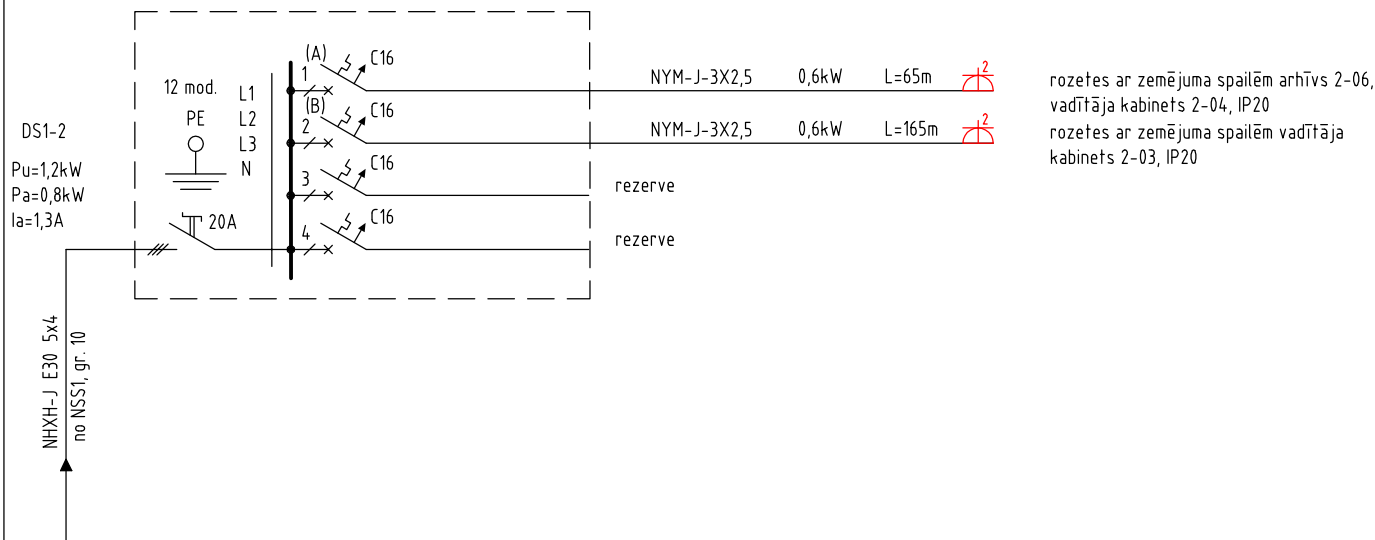 DS1-2
Pu=1,2kW
Pa=0,8kW
Ia=1,3A
12 mod.
PE
L1
L2
L3
N
20A
(A)
1
C16
NYM-J-3X2,5 0,6kW L=65m
2
rozetes ar zemējuma spailēm arhīvs 2-06,
vadītāja kabinets 2-04, IP20
(B)
2
C16
NYM-J-3X2,5 0,6kW L=165m
2
rozetes ar zemējuma spailēm vadītāja
kabinets 2-03, IP20
3
C16
rezerve
4
C16
rezerve
NHXH-J E30 5x4
no NSS1, gr. 10